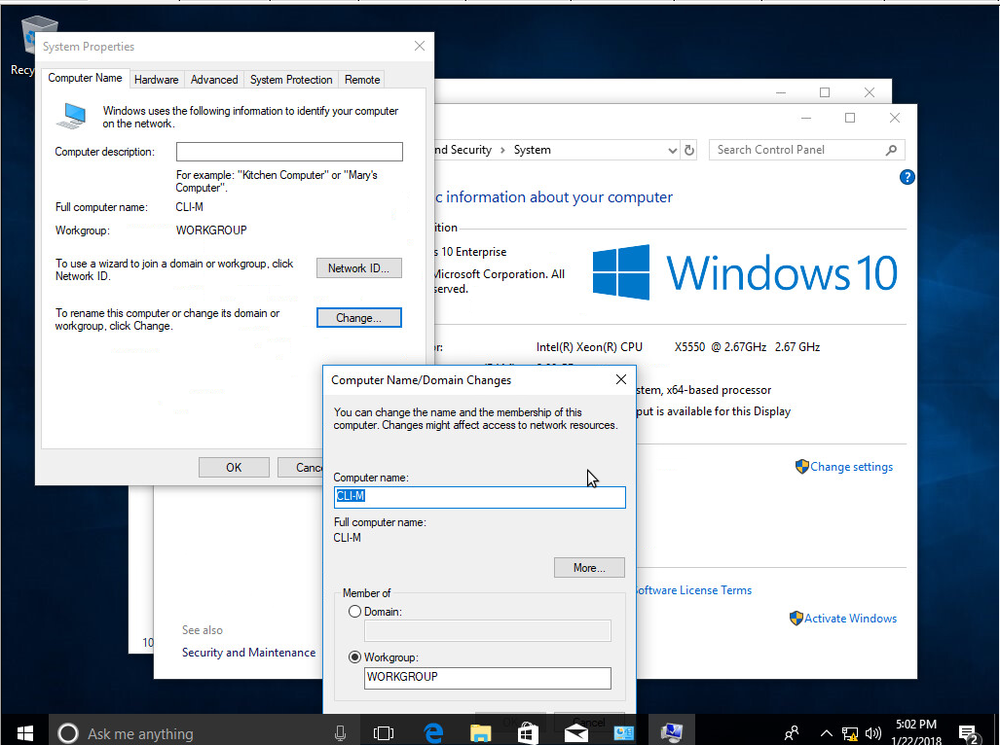 Recy
System Properties
Computer Name
Hardware
Advanced
System Protection
Remote
Windows uses the following information to identify your computer
on the network.
Computer description:
For example: "Kitchen Computer" or "Mary's
Computer".
Full computer name:
CLI-M
Workgroup:
WORKGROUP
To use a wizard to join a domain or workgroup, click
Network ID.
Network ID...
To rename this computer or change its domain or
workgroup, click Change.
Change...
OK
Canc
nd Security > System
Search Control Panel
?
c information about your computer
ition
s 10 Enterprise
Microsoft Corporation. All
served.
Windows 10
or:
Intel(R) Xeon(R) CPU X5550 @ 2.67GHz 2.67 GHz
stem, x64-based processor
put is available for this Display
Change settings
oftware License Terms
Activate Windows
See also
Security and Maintenance
10
Computer Name/Domain Changes
You can change the name and the membership of this
computer. Changes might affect access to network resources.
Computer name:
CLI-M
Full computer name:
CLI-M
More...
Member of
Domain:
Workgroup:
WORKGROUP
OK
Cancel
Ask me anything
5:02 PM
1/22/2018
2